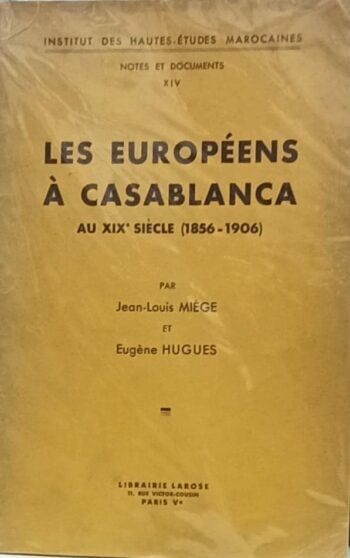 INSTITUT DES HAUTES-ÉTUDES MAROCAINES
NOTES ET DOCUMENTS
XIV
LES EUROPÉENS
À CASABLANCA
AU XIXᵉ SIÈCLE (1856-1906)
PAR
Jean-Louis MIÈGE
ET
Eugène HUGUES
LIBRAIRIE LAROSE
11, RUE VICTOR-COUSIN
PARIS Vᵉ